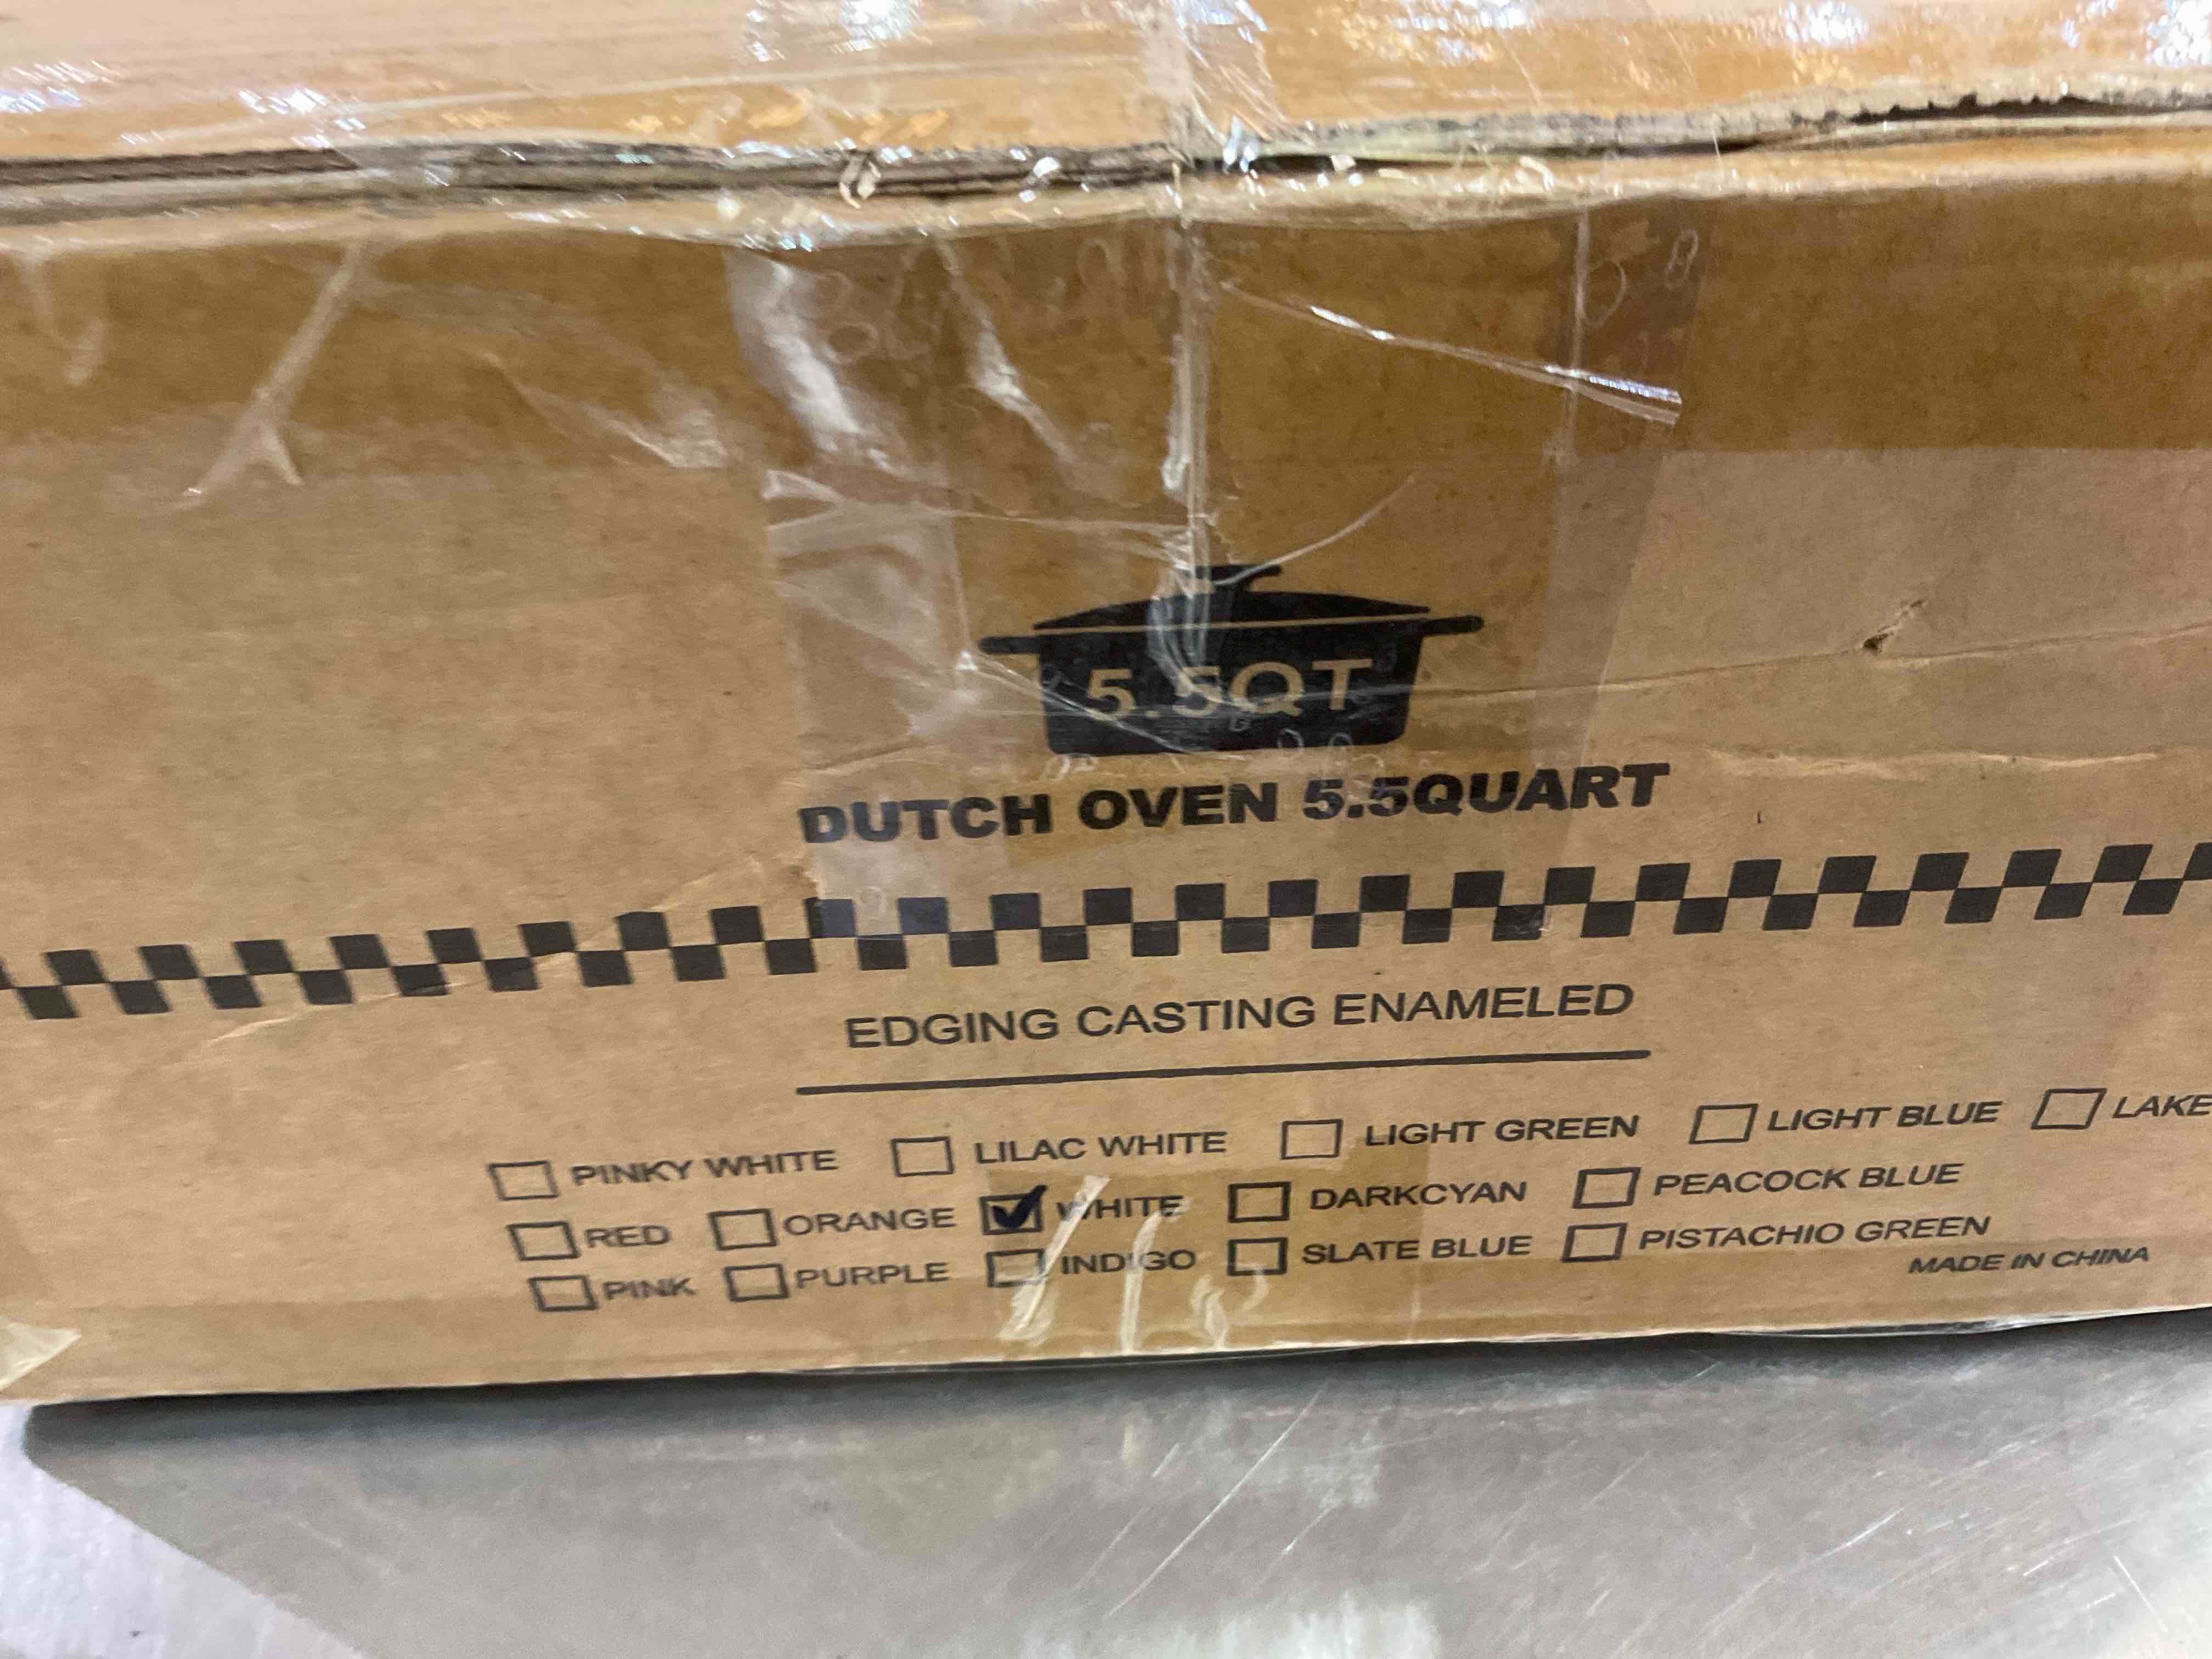 5.5QT
DUTCH OVEN 5.5QUART
EDGING CASTING ENAMELED
PINKY WHITE LILAC WHITE LIGHT GREEN LIGHT BLUE LAKE
RED ORANGE WHITE DARKCYAN PEACOCK BLUE
PINK PURPLE INDIGO SLATE BLUE PISTACHIO GREEN
MADE IN CHINA